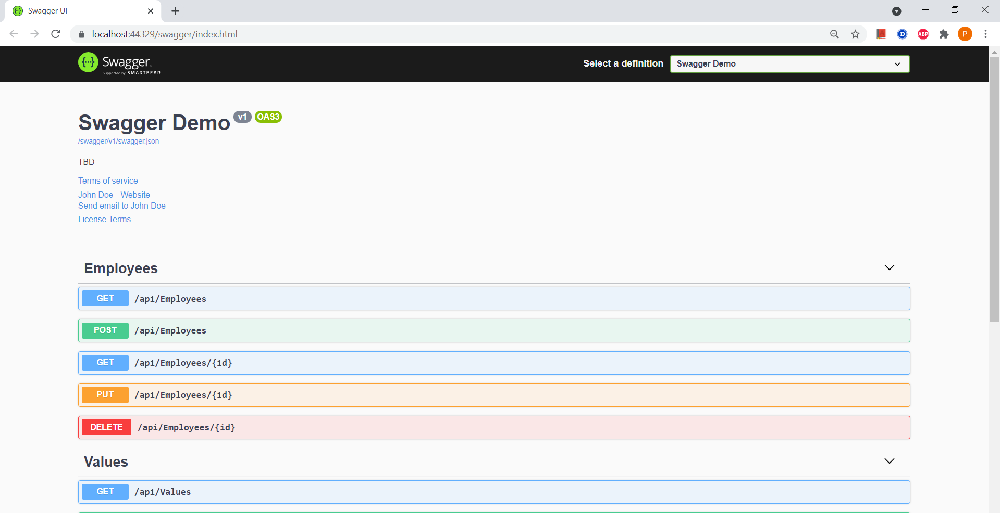 Swagger UI
localhost:44329/swagger/index.html
D
ABP
P
Swagger
Supported by SMARTBEAR
Select a definition
Swagger Demo
Swagger Demo v1 OAS3
/swagger/v1/swagger.json
TBD
Terms of service
John Doe - Website
Send email to John Doe
License Terms
Employees
GET /api/Employees
POST /api/Employees
GET /api/Employees/{id}
PUT /api/Employees/{id}
DELETE /api/Employees/{id}
Values
GET /api/Values